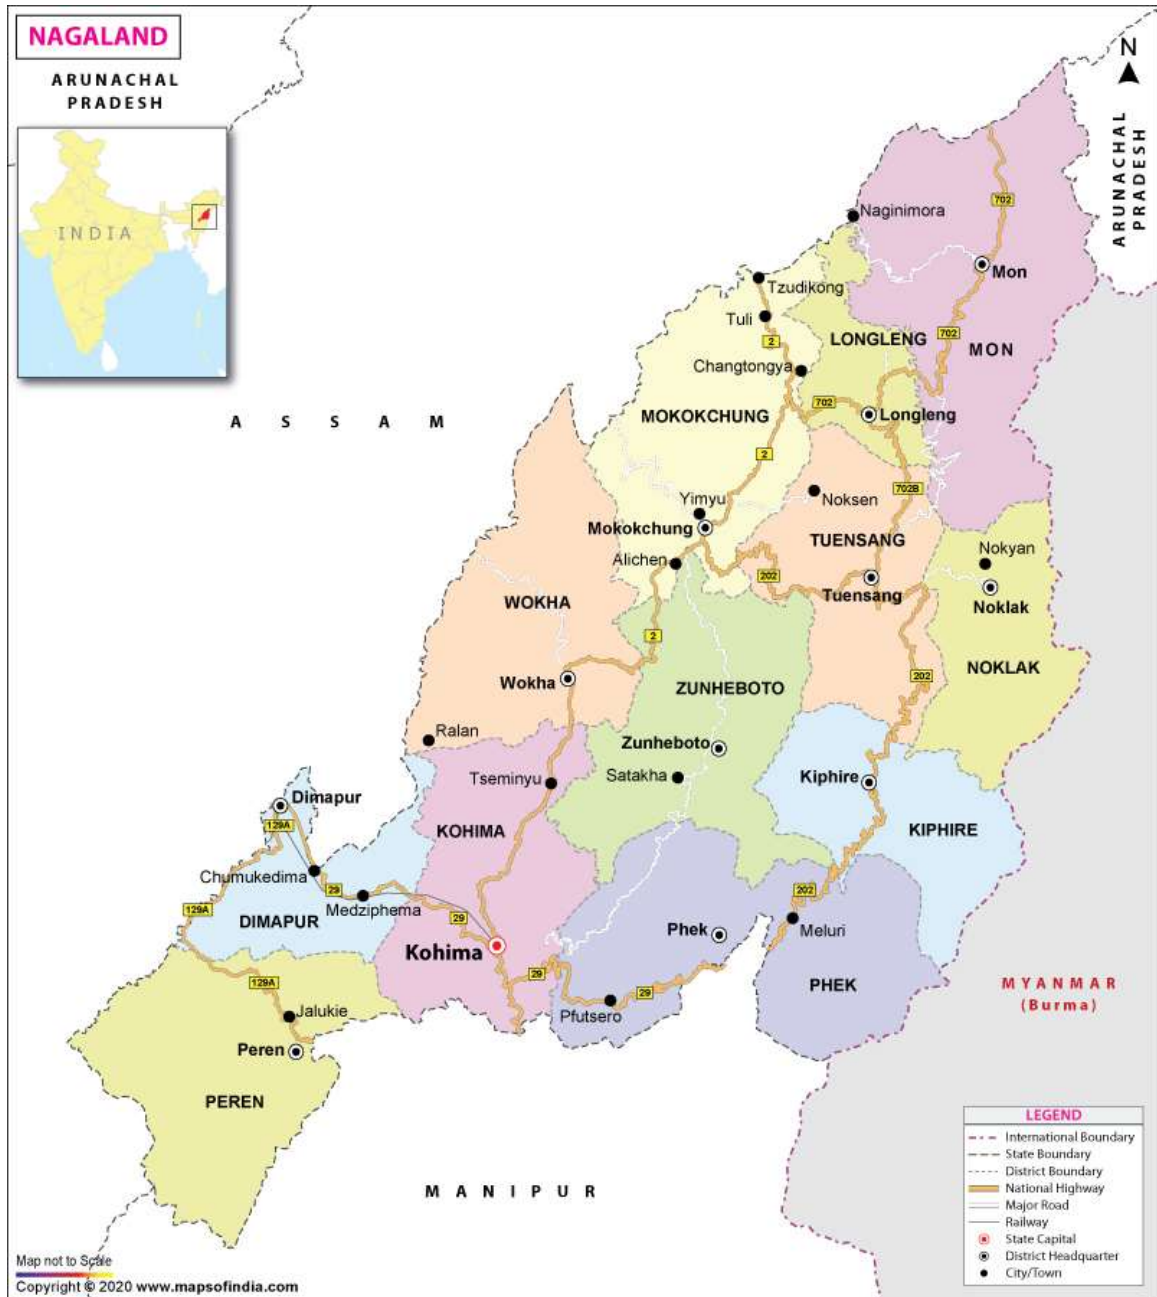 NAGALAND
ARUNACHAL
PRADESH
N
ARUNACHAL
PRADESH
INDIA
702
Naginimora
Mon
Tzudikong
Tuli
2
LONGLENG
702
MON
Changtongya
702
Longleng
MOKOKCHUNG
ASSAM
2
702B
Yimyu
Noksen
Mokokchung
TUENSANG
Nokyan
Alichen
202
Tuensang
Noklak
WOKHA
2
NOKLAK
202
Wokha
ZUNHEBOTO
Ralan
Zunheboto
Tseminyu
Satakha
Kiphire
Dimapur
129A
KOHIMA
KIPHIRE
Chumukedima
29
Medziphema
202
129A
DIMAPUR
29
Meluri
Phek
Kohima
129A
29
29
PHEK
MYANMAR
(Burma)
Jalukie
Pfutsero
Peren
PEREN
MANIPUR
LEGEND
International Boundary
State Boundary
District Boundary
National Highway
Major Road
Railway
State Capital
District Headquarter
City/Town
Map not to Scale
Copyright © 2020 www.mapsofindia.com